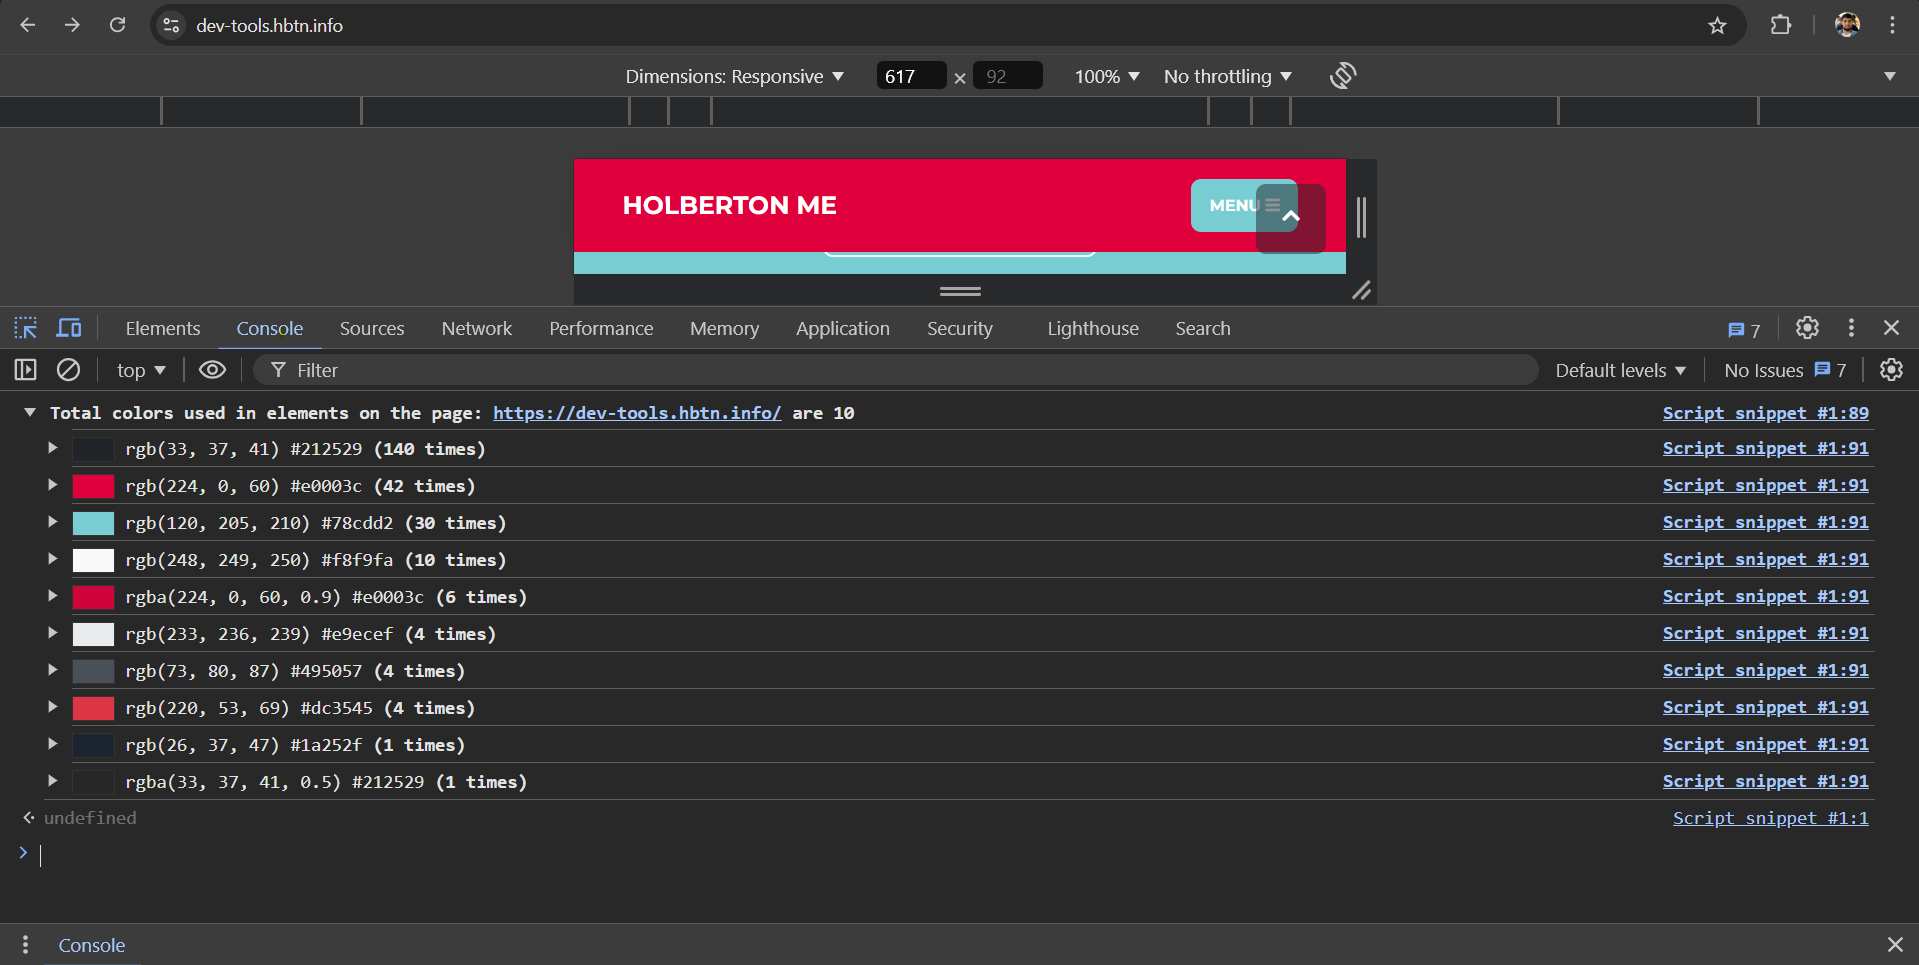 dev-tools.hbtn.info
Dimensions: Responsive 617 × 92 100% No throttling
HOLBERTON ME MENU
Elements Console Sources Network Performance Memory Application Security Lighthouse Search 7
top Filter Default levels No Issues 7
Total colors used in elements on the page: https://dev-tools.hbtn.info/ are 10 Script snippet #1:89
rgb(33, 37, 41) #212529 (140 times) Script snippet #1:91
rgb(224, 0, 60) #e0003c (42 times) Script snippet #1:91
rgb(120, 205, 210) #78cdd2 (30 times) Script snippet #1:91
rgb(248, 249, 250) #f8f9fa (10 times) Script snippet #1:91
rgba(224, 0, 60, 0.9) #e0003c (6 times) Script snippet #1:91
rgb(233, 236, 239) #e9ecef (4 times) Script snippet #1:91
rgb(73, 80, 87) #495057 (4 times) Script snippet #1:91
rgb(220, 53, 69) #dc3545 (4 times) Script snippet #1:91
rgb(26, 37, 47) #1a252f (1 times) Script snippet #1:91
rgba(33, 37, 41, 0.5) #212529 (1 times) Script snippet #1:91
undefined Script snippet #1:1
Console